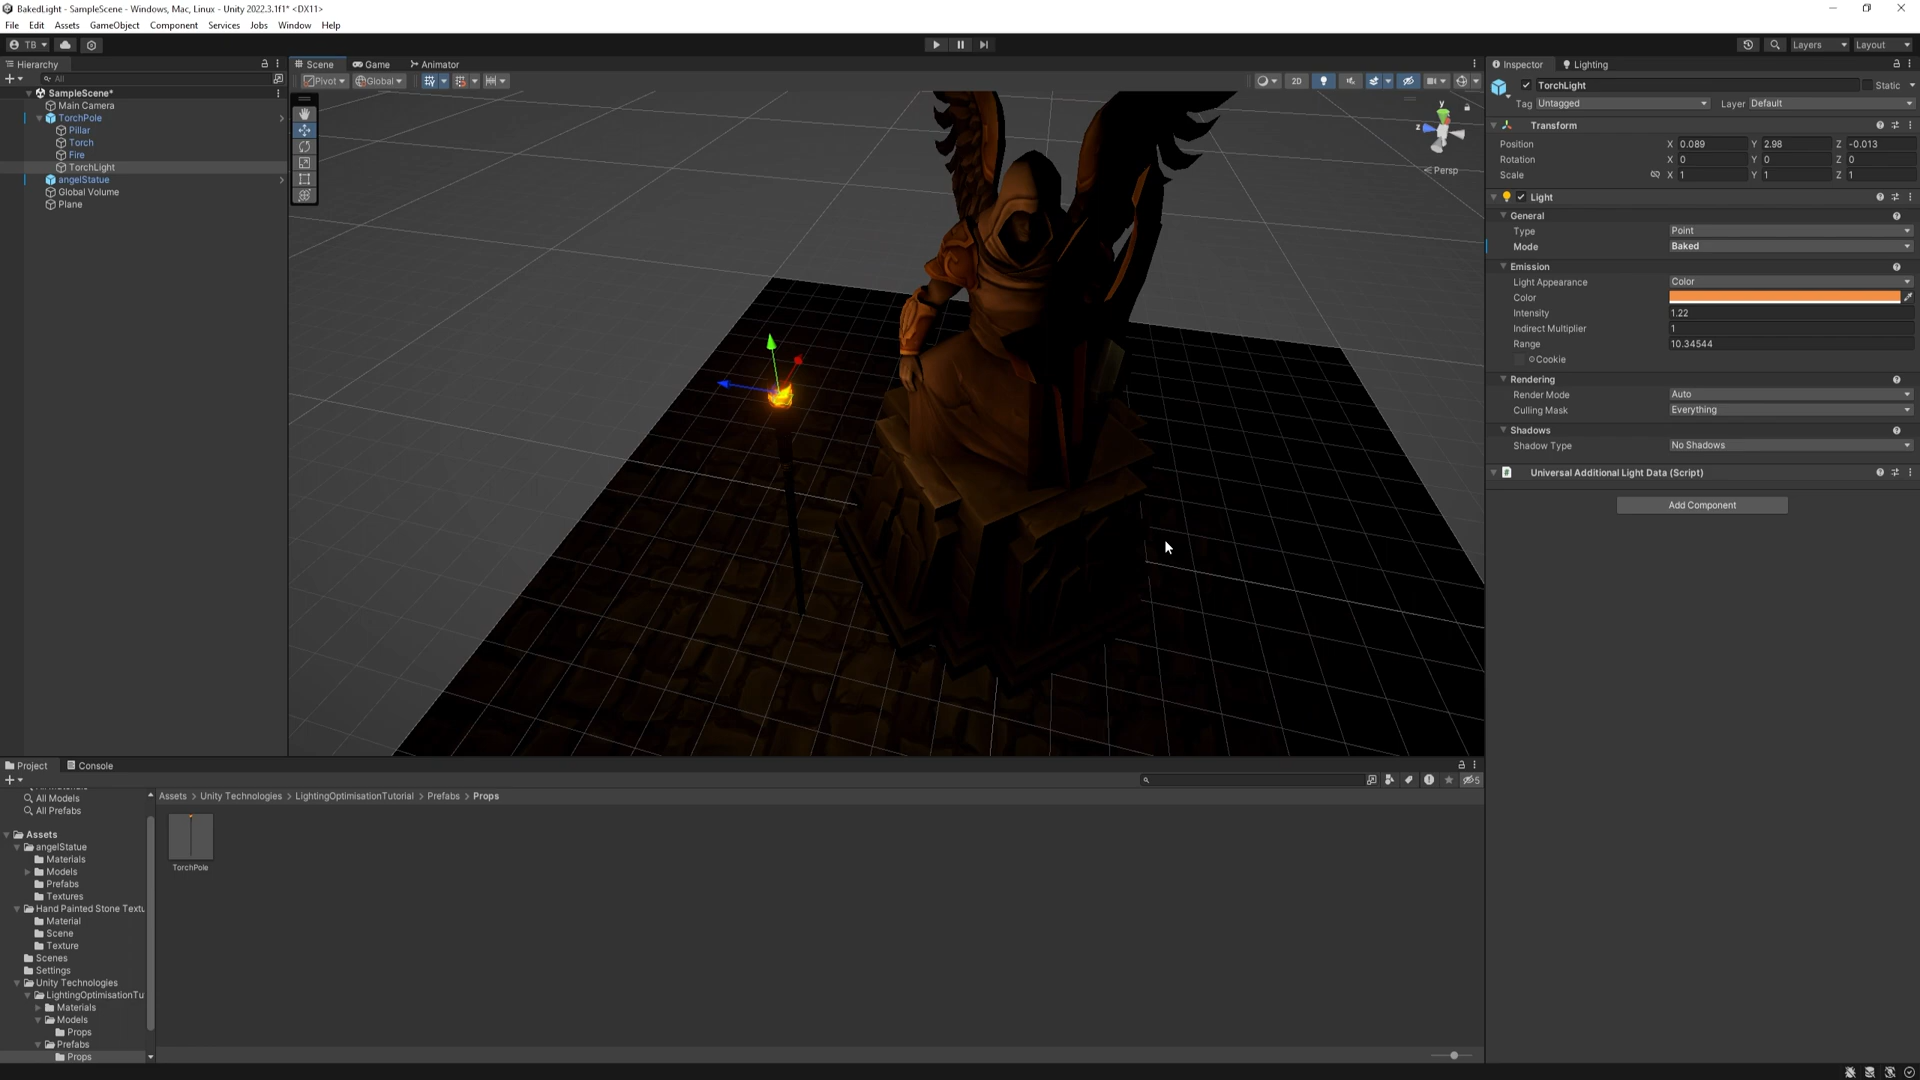 BakedLight - SampleScene - Windows, Mac, Linux - Unity 2022.3.1f1* <DX11>
File Edit Assets GameObject Component Services Jobs Window Help
TB
Layers Layout
Hierarchy
All
SampleScene*
Main Camera
TorchPole
Pillar
Torch
Fire
TorchLight
angelStatue
Global Volume
Plane
Scene Game Animator
Pivot Global
2D
y
z
Persp
Inspector Lighting
TorchLight Static
Tag Untagged Layer Default
Transform
Position X 0.089 Y 2.98 Z -0.013
Rotation X 0 Y 0 Z 0
Scale X 1 Y 1 Z 1
Light
General
Type Point
Mode Baked
Emission
Light Appearance Color
Color
Intensity 1.22
Indirect Multiplier 1
Range 10.34544
Cookie
Rendering
Render Mode Auto
Culling Mask Everything
Shadows
Shadow Type No Shadows
Universal Additional Light Data (Script)
Add Component
Project Console
5
All Models
All Prefabs
Assets
angelStatue
Materials
Models
Prefabs
Textures
Hand Painted Stone Textu
Material
Scene
Texture
Scenes
Settings
Unity Technologies
LightingOptimisationTu
Materials
Models
Props
Prefabs
Props
Assets > Unity Technologies > LightingOptimisationTutorial > Prefabs > Props
TorchPole